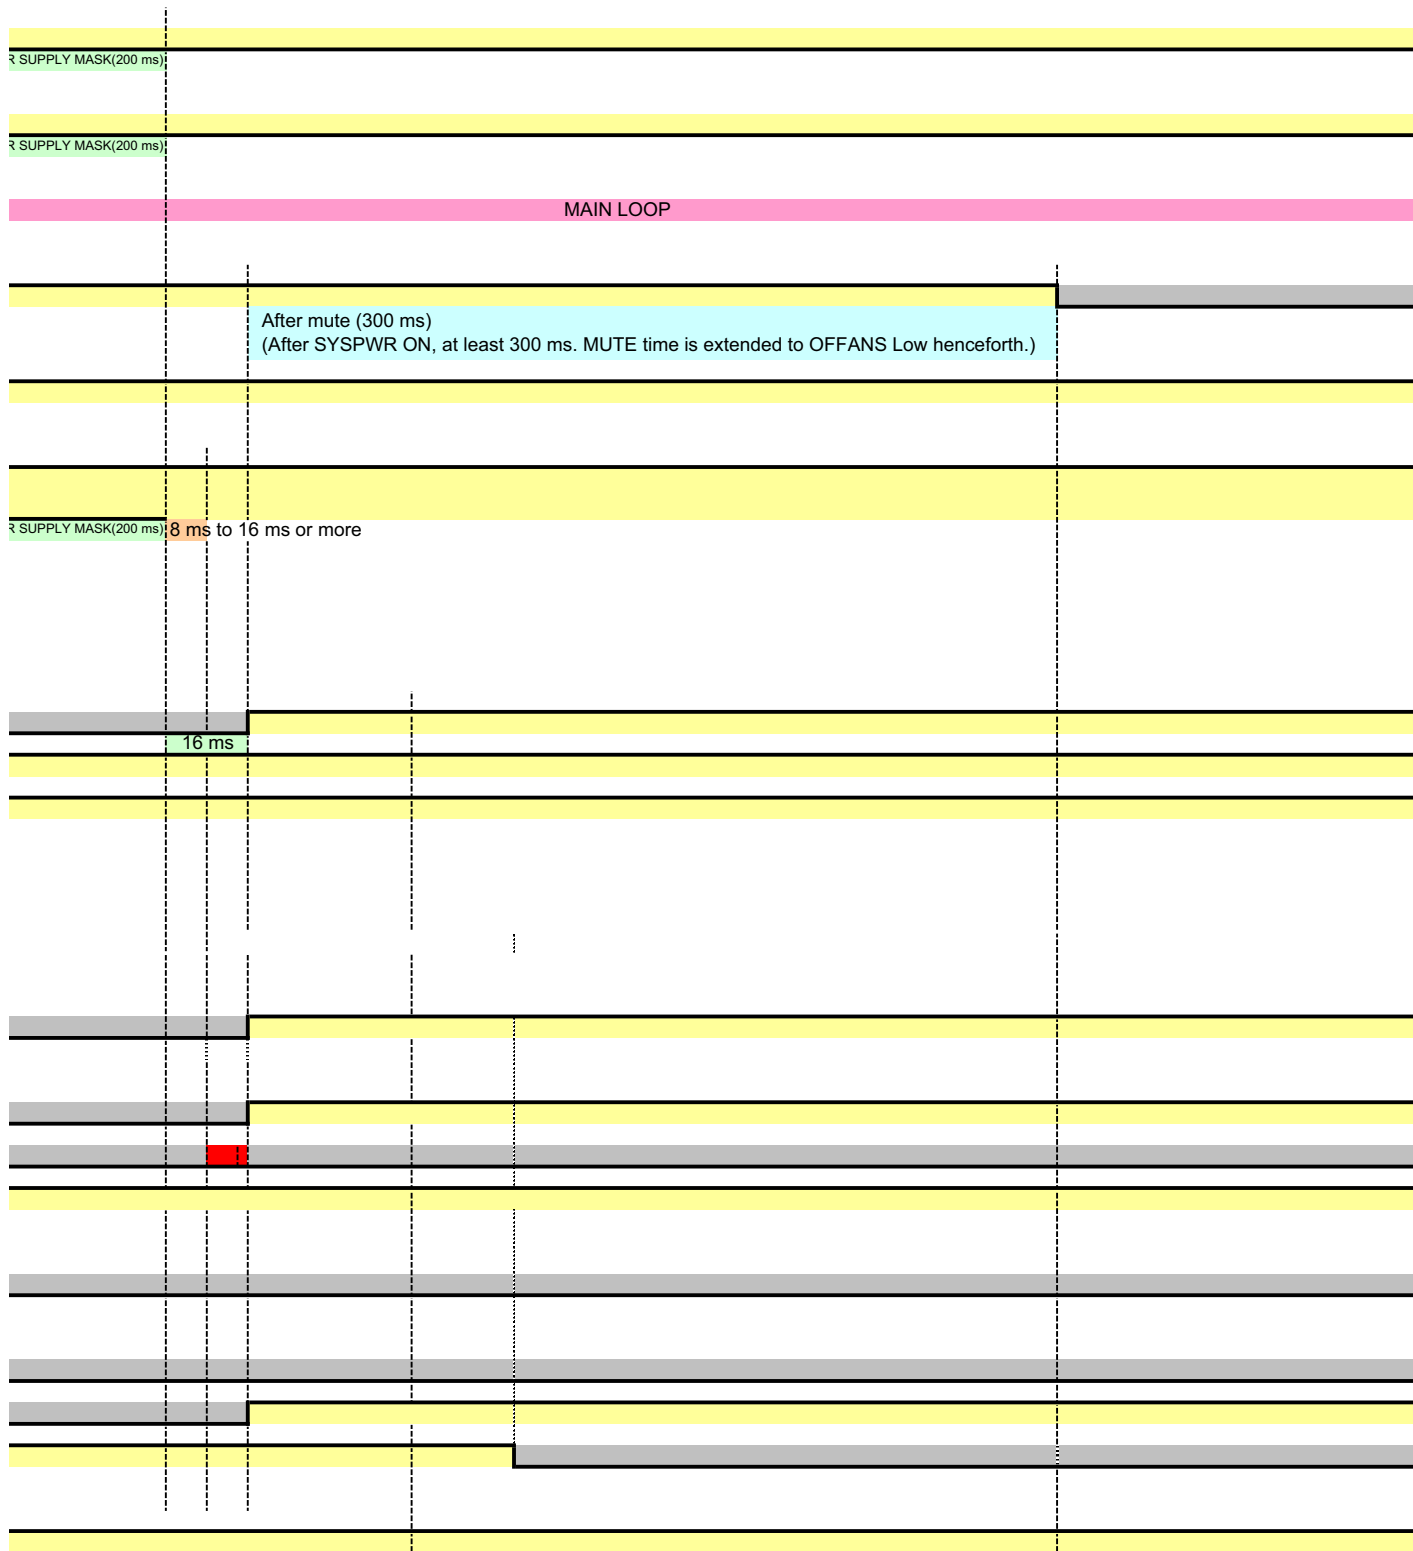 R SUPPLY MASK(200 ms)
R SUPPLY MASK(200 ms)
MAIN LOOP
After mute (300 ms)
(After SYSPWR ON, at least 300 ms. MUTE time is extended to OFFANS Low henceforth.)
R SUPPLY MASK(200 ms) 8 ms to 16 ms or more
16 ms